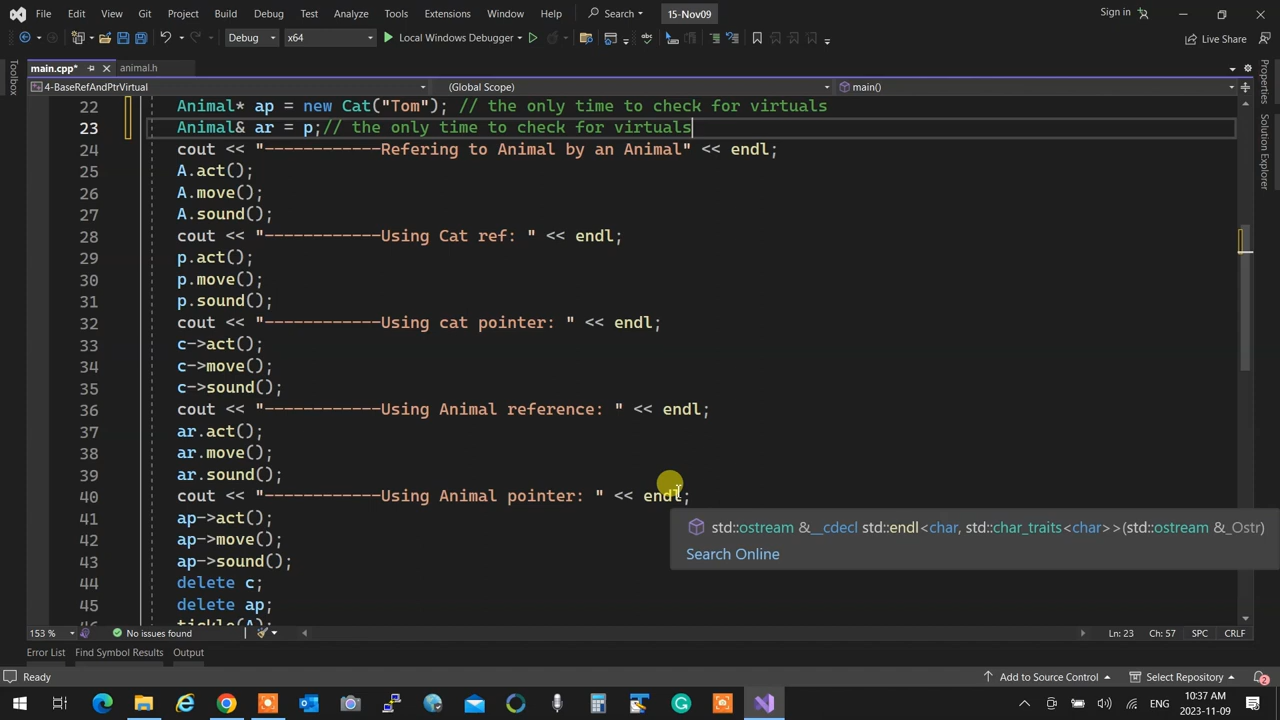 File Edit View Git Project Build Debug Test Analyze Tools Extensions Window Help Search 15-Nov09 Sign in
Debug x64 Local Windows Debugger Live Share
main.cpp* animal.h
4-BaseRefAndPtrVirtual (Global Scope) main()
Toolbox
Properties
Solution Explorer
22 Animal* ap = new Cat("Tom"); // the only time to check for virtuals
23 Animal& ar = p;// the only time to check for virtuals
24 cout << "------------Refering to Animal by an Animal" << endl;
25 A.act();
26 A.move();
27 A.sound();
28 cout << "------------Using Cat ref: " << endl;
29 p.act();
30 p.move();
31 p.sound();
32 cout << "------------Using cat pointer: " << endl;
33 c->act();
34 c->move();
35 c->sound();
36 cout << "------------Using Animal reference: " << endl;
37 ar.act();
38 ar.move();
39 ar.sound();
40 cout << "------------Using Animal pointer: " << endl;
41 ap->act();
std::ostream &__cdecl std::endl<char, std::char_traits<char>>(std::ostream &_Ostr)
42 ap->move();
Search Online
43 ap->sound();
44 delete c;
45 delete ap;
46 tickle(A);
153 % No issues found Ln: 23 Ch: 57 SPC CRLF
Error List Find Symbol Results Output
Ready Add to Source Control Select Repository 2
ENG 10:37 AM
2023-11-09 2